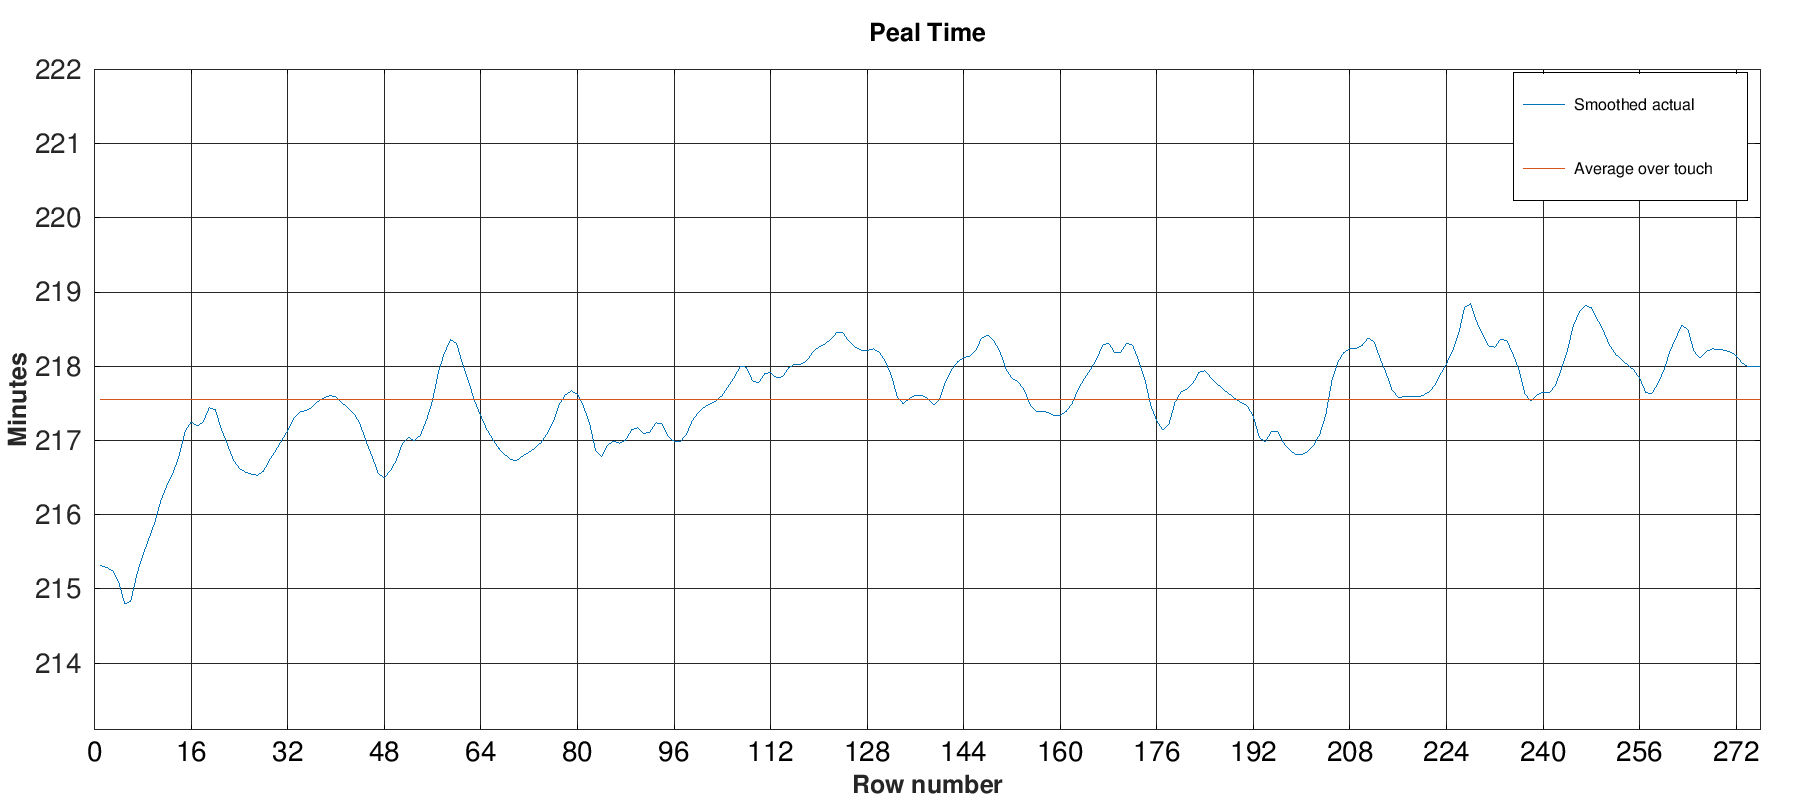 Peal Time
222
221
220
219
218
217
216
215
214
Minutes
Smoothed actual
Average over touch
0 16 32 48 64 80 96 112 128 144 160 176 192 208 224 240 256 272
Row number